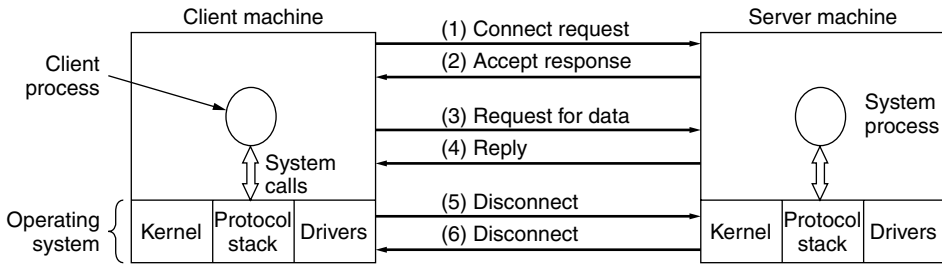 Client machine
Server machine
(1) Connect request
(2) Accept response
Client
process
(3) Request for data
System
process
(4) Reply
System
calls
Operating
system
Kernel
Protocol
stack
Drivers
(5) Disconnect
(6) Disconnect
Kernel
Protocol
stack
Drivers